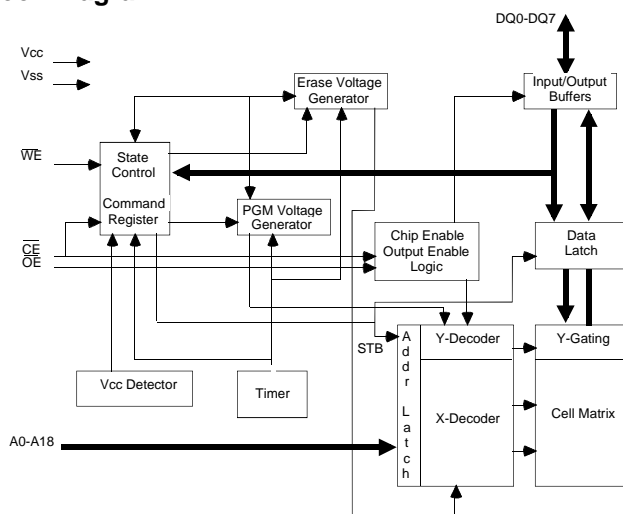 DQ0-DQ7
Vcc
Vss
Erase Voltage
Generator
Input/Output
Buffers
WE
State
Control
Command
Register
PGM Voltage
Generator
CE
OE
Chip Enable
Output Enable
Logic
Data
Latch
STB
Addr Latch
Y-Decoder
Y-Gating
Vcc Detector
Timer
X-Decoder
Cell Matrix
A0-A18